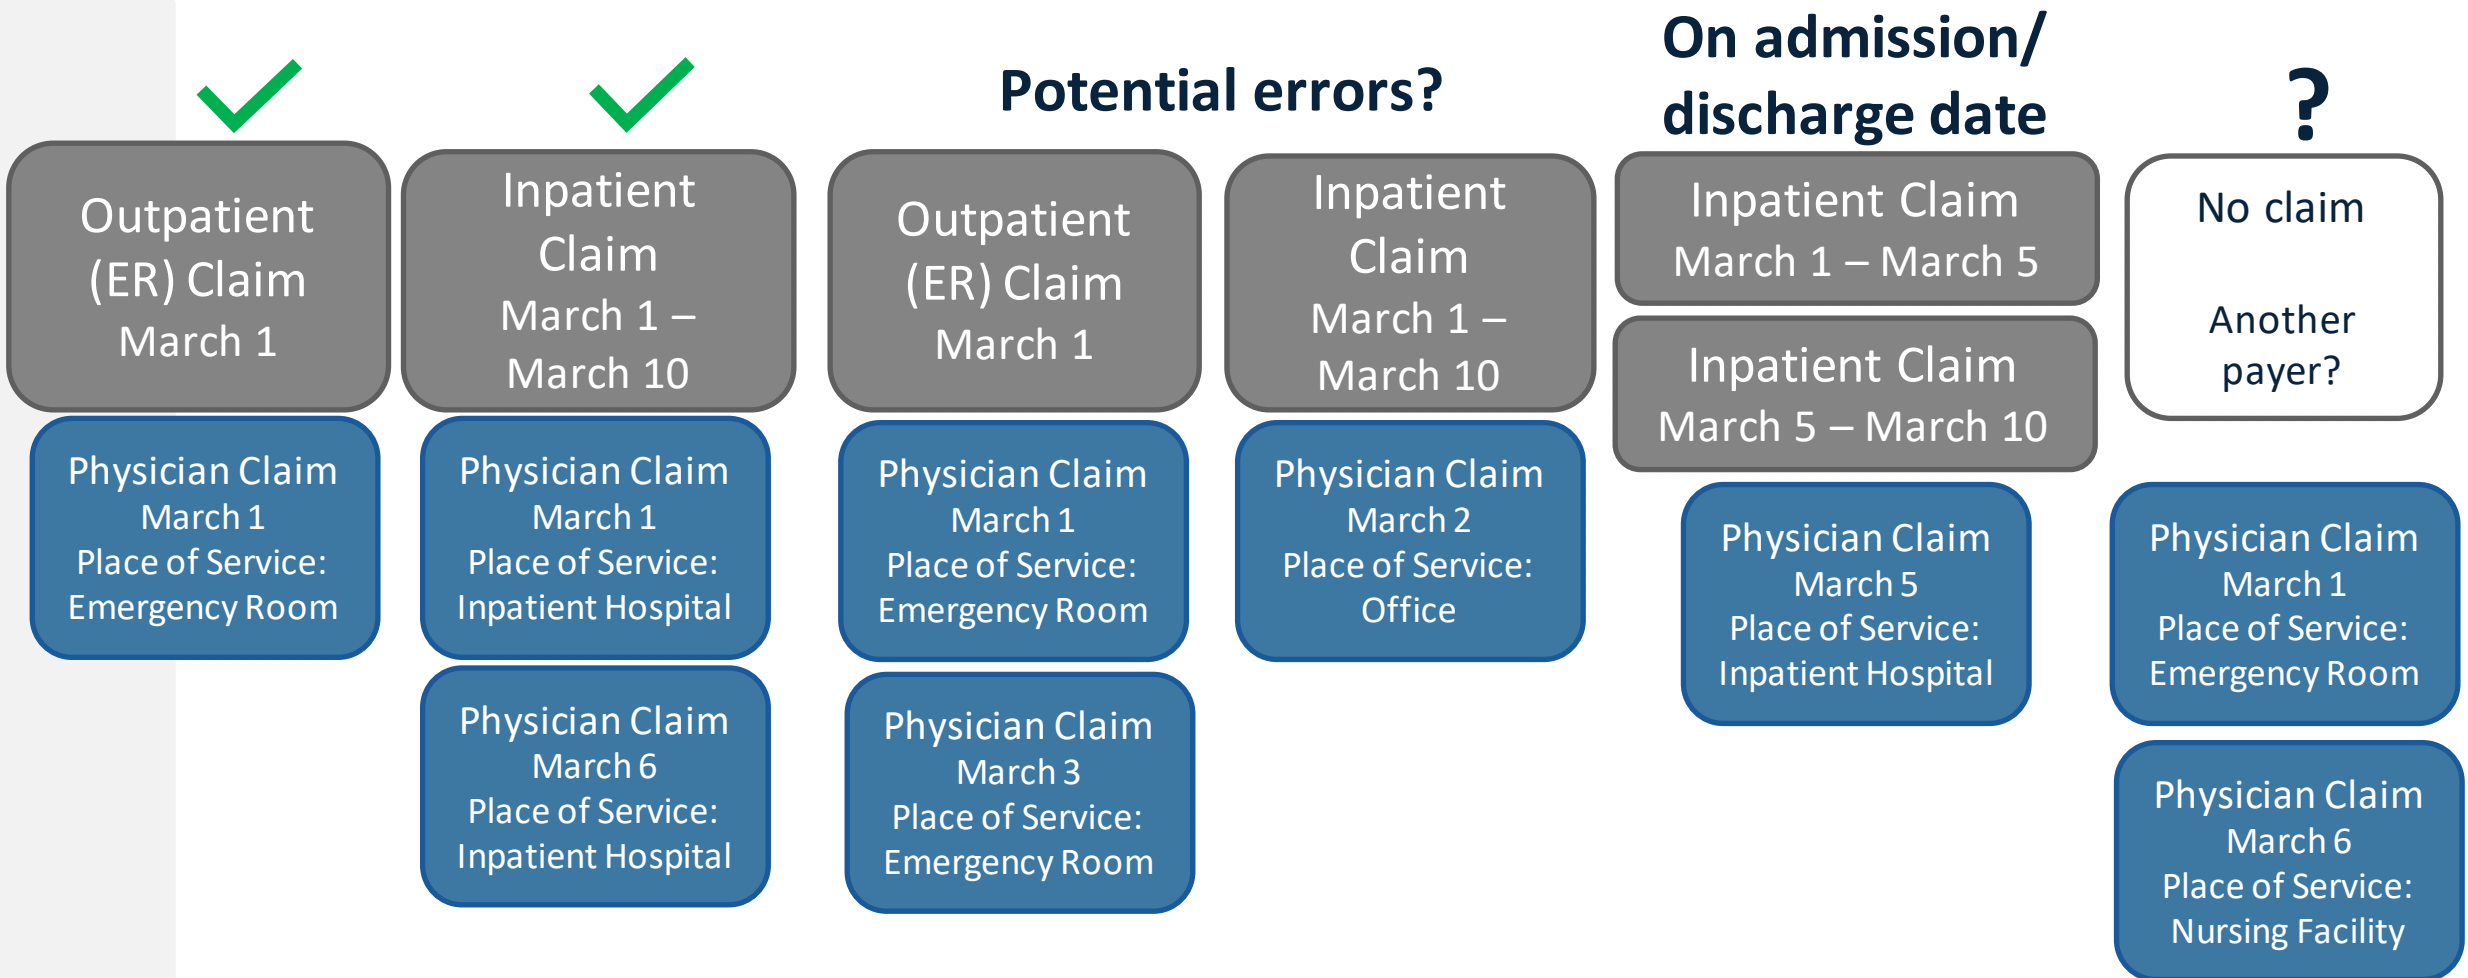 Potential errors?
On admission/
discharge date
?
Outpatient
(ER) Claim
March 1
Physician Claim
March 1
Place of Service:
Emergency Room
Inpatient
Claim
March 1 –
March 10
Physician Claim
March 1
Place of Service:
Inpatient Hospital
Physician Claim
March 6
Place of Service:
Inpatient Hospital
Outpatient
(ER) Claim
March 1
Physician Claim
March 1
Place of Service:
Emergency Room
Physician Claim
March 3
Place of Service:
Emergency Room
Inpatient
Claim
March 1 –
March 10
Physician Claim
March 2
Place of Service:
Office
Inpatient Claim
March 1 – March 5
Inpatient Claim
March 5 – March 10
Physician Claim
March 5
Place of Service:
Inpatient Hospital
No claim
Another
payer?
Physician Claim
March 1
Place of Service:
Emergency Room
Physician Claim
March 6
Place of Service:
Nursing Facility